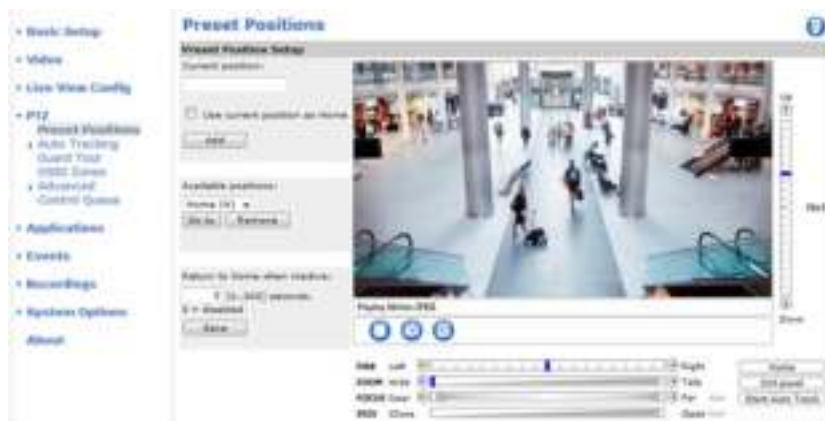 Basic Setup
Video
Live View Config
PTZ
Preset Positions
Auto Tracking
Guard Tour
OSDI Zones
Advanced
Control Queue
Applications
Events
Recordings
System Options
About
Preset Positions
Preset Position Setup
Current position:
Use current position as Home
Add
Available positions:
Home (H)
Go to
Remove
Return to Home when inactive:
seconds
0 = disabled
Save
Up
Down
PAN Left Right
ZOOM Wide Tele
FOCUS Near Far
IRIS Close Open
Home
Start Auto Track